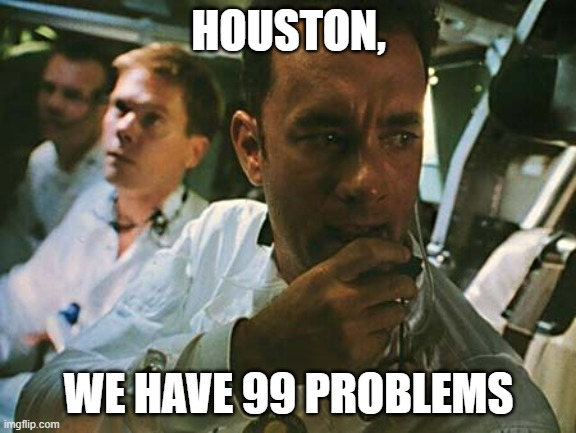 HOUSTON,
WE HAVE 99 PROBLEMS
imgflip.com